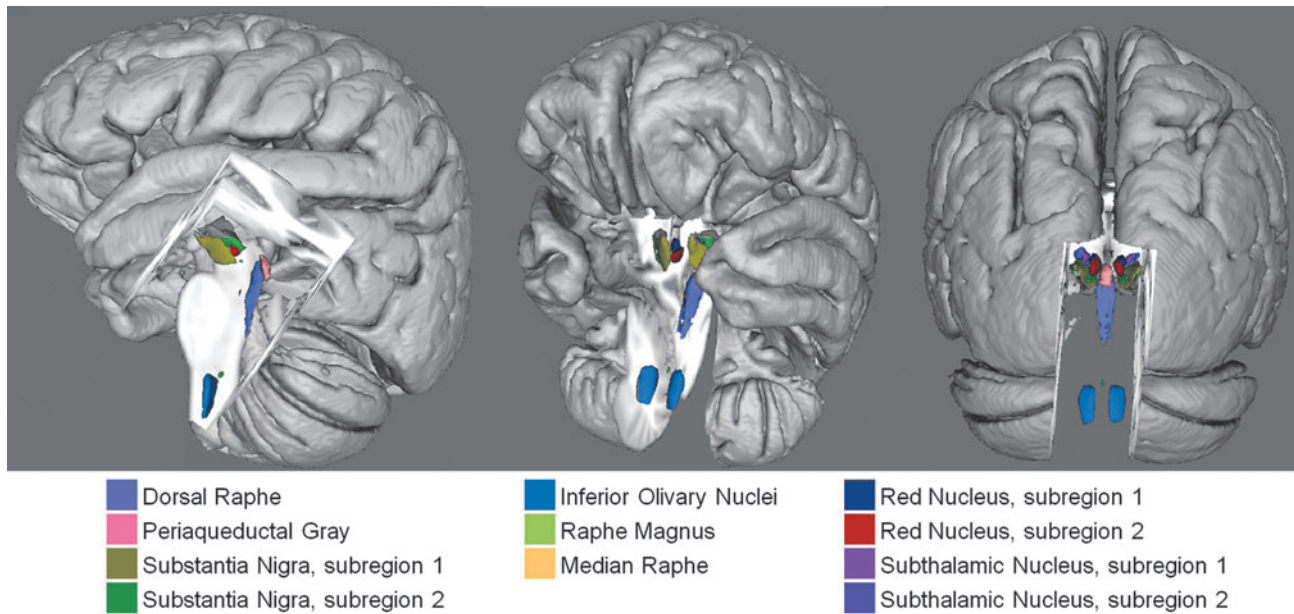 Dorsal Raphe
Periaqueductal Gray
Substantia Nigra, subregion 1
Substantia Nigra, subregion 2
Inferior Olivary Nuclei
Raphe Magnus
Median Raphe
Red Nucleus, subregion 1
Red Nucleus, subregion 2
Subthalamic Nucleus, subregion 1
Subthalamic Nucleus, subregion 2